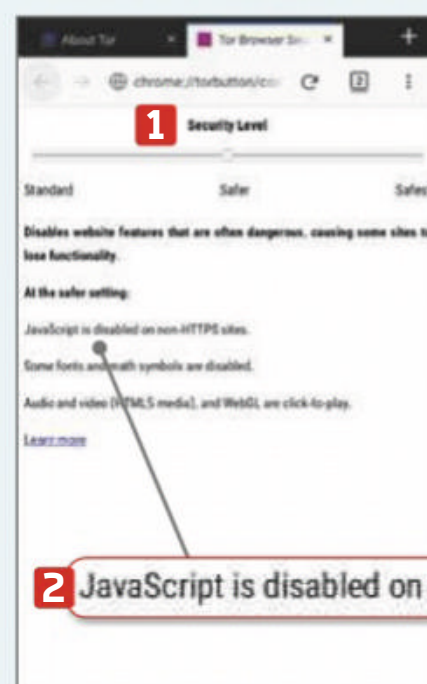 About Tor × Tor Browser Se ×  +
chrome://torbutton/co 2
1 Security Level
Standard Safer Safest
Disables website features that are often dangerous, causing some sites to
lose functionality.
At the safer setting:
JavaScript is disabled on non-HTTPS sites.
Some fonts and math symbols are disabled.
Audio and video (HTML5 media), and WebGL are click-to-play.
Learn more
2 JavaScript is disabled on